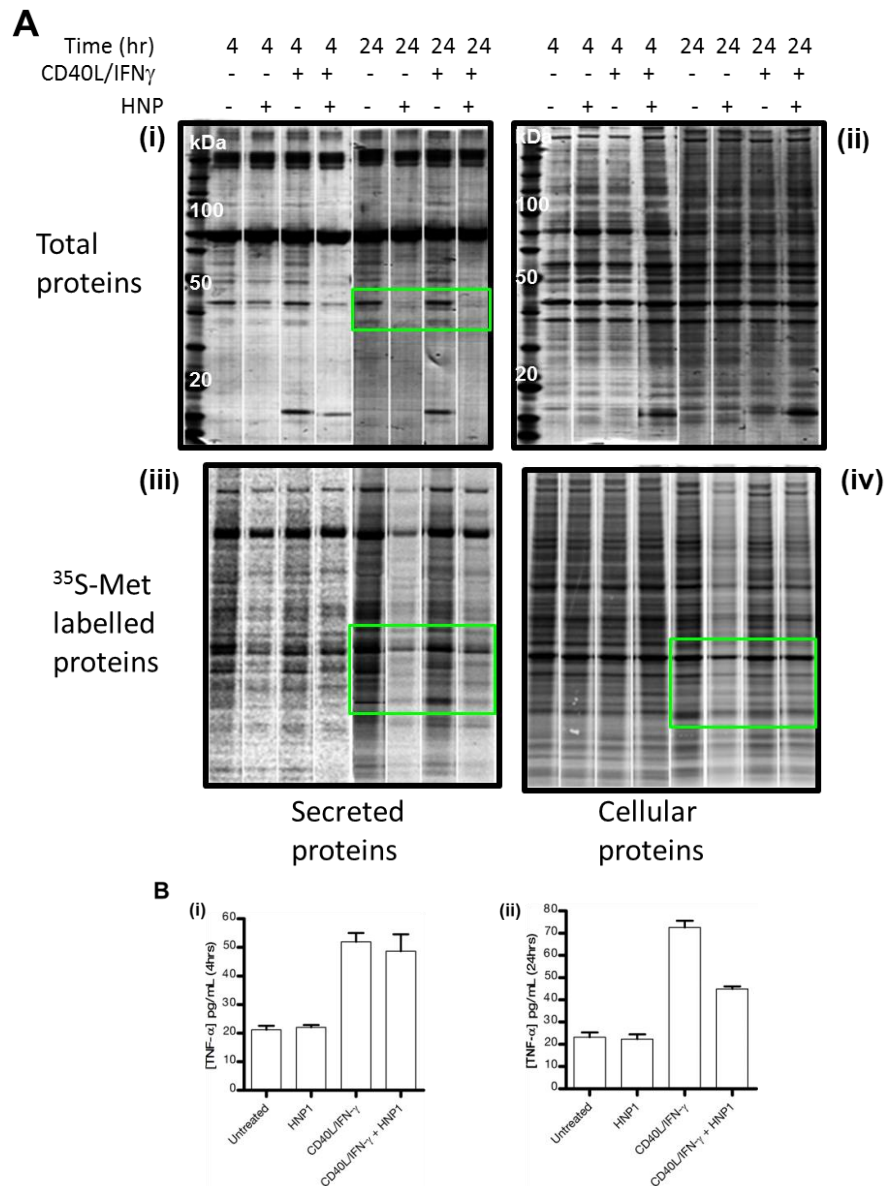 A
Time (hr) 4 4 4 4 24 24 24 24 4 4 4 4 24 24 24 24
CD40L/IFNγ - - + + - - + + - - + + - - + +
HNP - + - + - + - + - + - + - + - +
(i) kDa kDa (ii)
100 100
Total
proteins
50 50
20 20
(iii) (iv)
³⁵S-Met
labelled
proteins
Secreted
proteins
Cellular
proteins
B
(i)
[TNF-α] pg/mL (4hrs)
60
50
40
30
20
10
0
Untreated
HNP1
CD40L/IFN-γ
CD40L/IFN-γ + HNP1
(ii)
[TNF-α] pg/mL (24hrs)
80
70
60
50
40
30
20
10
0
Untreated
HNP1
CD40L/IFN-γ
CD40L/IFN-γ + HNP1